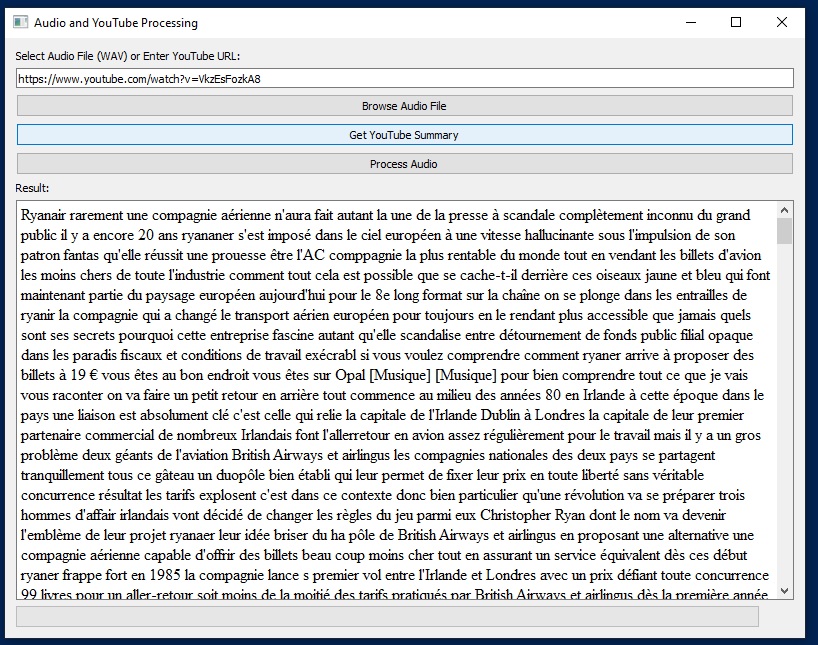 Audio and YouTube Processing
Select Audio File (WAV) or Enter YouTube URL:
https://www.youtube.com/watch?v=VkzEsFozkA8
Browse Audio File
Get YouTube Summary
Process Audio
Result:
Ryanair rarement une compagnie aérienne n'aura fait autant la une de la presse à scandale complètement inconnu du grand
public il y a encore 20 ans ryananer s'est imposé dans le ciel européen à une vitesse hallucinante sous l'impulsion de son
patron fantas qu'elle réussit une prouesse être l'AC comppagnie la plus rentable du monde tout en vendant les billets d'avion
les moins chers de toute l'industrie comment tout cela est possible que se cache-t-il derrière ces oiseaux jaune et bleu qui font
maintenant partie du paysage européen aujourd'hui pour le 8e long format sur la chaîne on se plonge dans les entrailles de
ryanir la compagnie qui a changé le transport aérien européen pour toujours en le rendant plus accessible que jamais quels
sont ses secrets pourquoi cette entreprise fascine autant qu'elle scandalise entre détournement de fonds public filial opaque
dans les paradis fiscaux et conditions de travail exécrabl si vous voulez comprendre comment ryaner arrive à proposer des
billets à 19 € vous êtes au bon endroit vous êtes sur Opal [Musique] [Musique] pour bien comprendre tout ce que je vais
vous raconter on va faire un petit retour en arrière tout commence au milieu des années 80 en Irlande à cette époque dans le
pays une liaison est absolument clé c'est celle qui relie la capitale de l'Irlande Dublin à Londres la capitale de leur premier
partenaire commercial de nombreux Irlandais font l'allerretour en avion assez régulièrement pour le travail mais il y a un gros
problème deux géants de l'aviation British Airways et airlingus les compagnies nationales des deux pays se partagent
tranquillement tous ce gâteau un duopôle bien établi qui leur permet de fixer leur prix en toute liberté sans véritable
concurrence résultat les tarifs explosent c'est dans ce contexte donc bien particulier qu'une révolution va se préparer trois
hommes d'affair irlandais vont décidé de changer les règles du jeu parmi eux Christopher Ryan dont le nom va devenir
l'emblème de leur projet ryanaer leur idée briser du ha pôle de British Airways et airlingus en proposant une alternative une
compagnie aérienne capable d'offrir des billets beau coup moins cher tout en assurant un service équivalent dès ces début
ryaner frappe fort en 1985 la compagnie lance s premier vol entre l'Irlande et Londres avec un prix défiant toute concurrence
99 livres pour un aller-retour soit moins de la moitié des tarifs pratiqués par British Airways et airlingus dès la première année